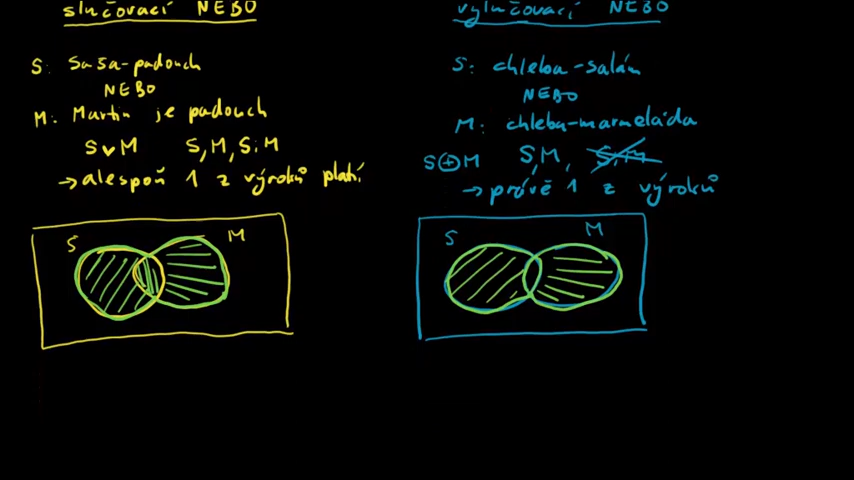 slučovací NEBO
S: Saša-padouch
NEBO
M: Martin je padouch
S∨M S, M, S i M
→ alespoň 1 z výroků platí
S
M
vylučovací NEBO
S: chleba-salám
NEBO
M: chleba-marmeláda
S⊕M S, M, S i M
→ právě 1 z výroků
S
M